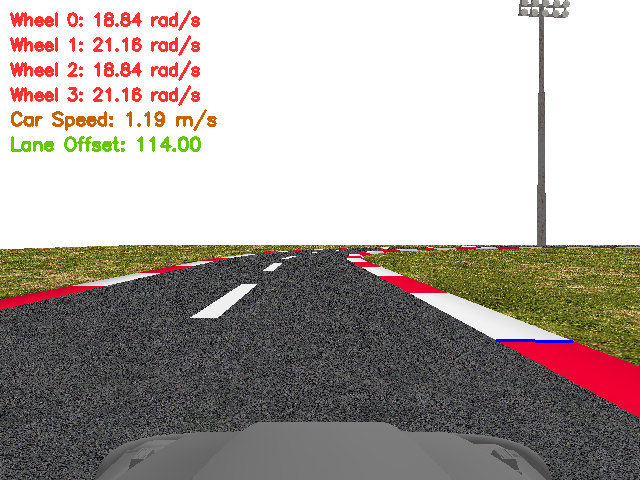 Wheel 0: 18.84 rad/s
Wheel 1: 21.16 rad/s
Wheel 2: 18.84 rad/s
Wheel 3: 21.16 rad/s
Car Speed: 1.19 m/s
Lane Offset: 114.00